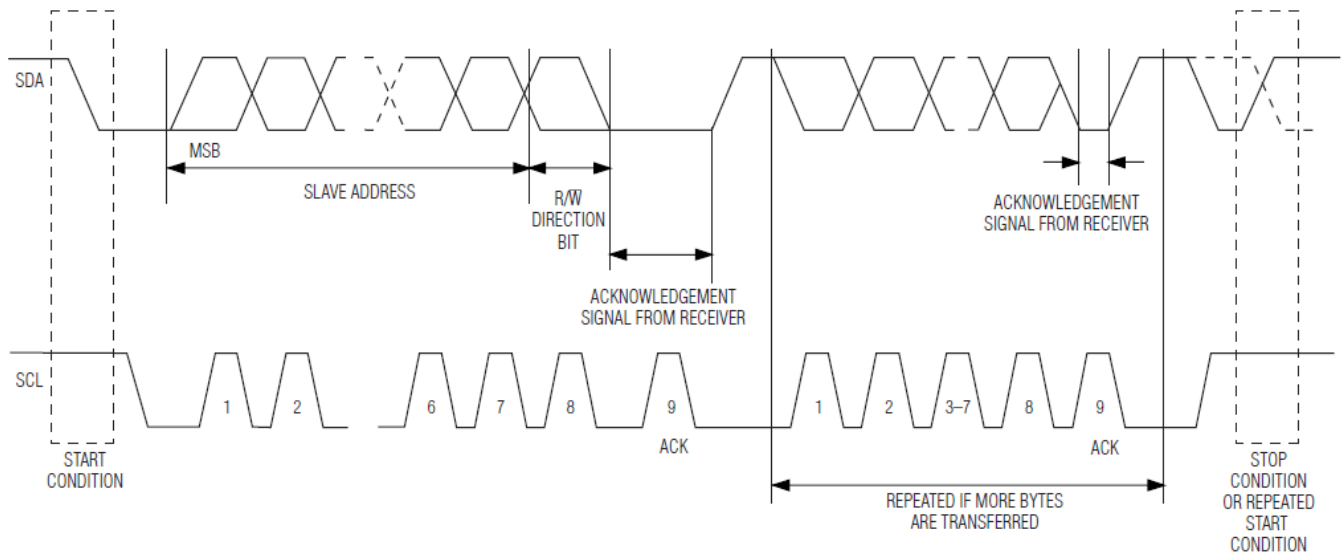 SDA
MSB
SLAVE ADDRESS
R/W
DIRECTION
BIT
ACKNOWLEDGEMENT
SIGNAL FROM RECEIVER
ACKNOWLEDGEMENT
SIGNAL FROM RECEIVER
SCL
1
2
6
7
8
9
ACK
1
2
3–7
8
9
ACK
START
CONDITION
REPEATED IF MORE BYTES
ARE TRANSFERRED
STOP
CONDITION
OR REPEATED
START
CONDITION